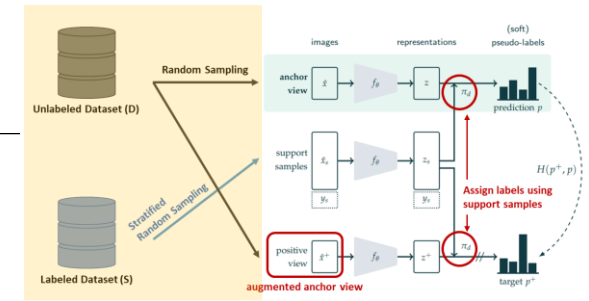 (soft)
images
representations
pseudo-labels
Random Sampling
anchor
view
x̂
f_θ
z
π_d
prediction p
Unlabeled Dataset (D)
support
samples
x̂_s
f_θ
z_s
y_s
y_s
H(p⁺, p)
Assign labels using
support samples
Stratified
Random Sampling
positive
view
x̂⁺
f_θ
z⁺
π_d
//
Labeled Dataset (S)
augmented anchor view
target p⁺